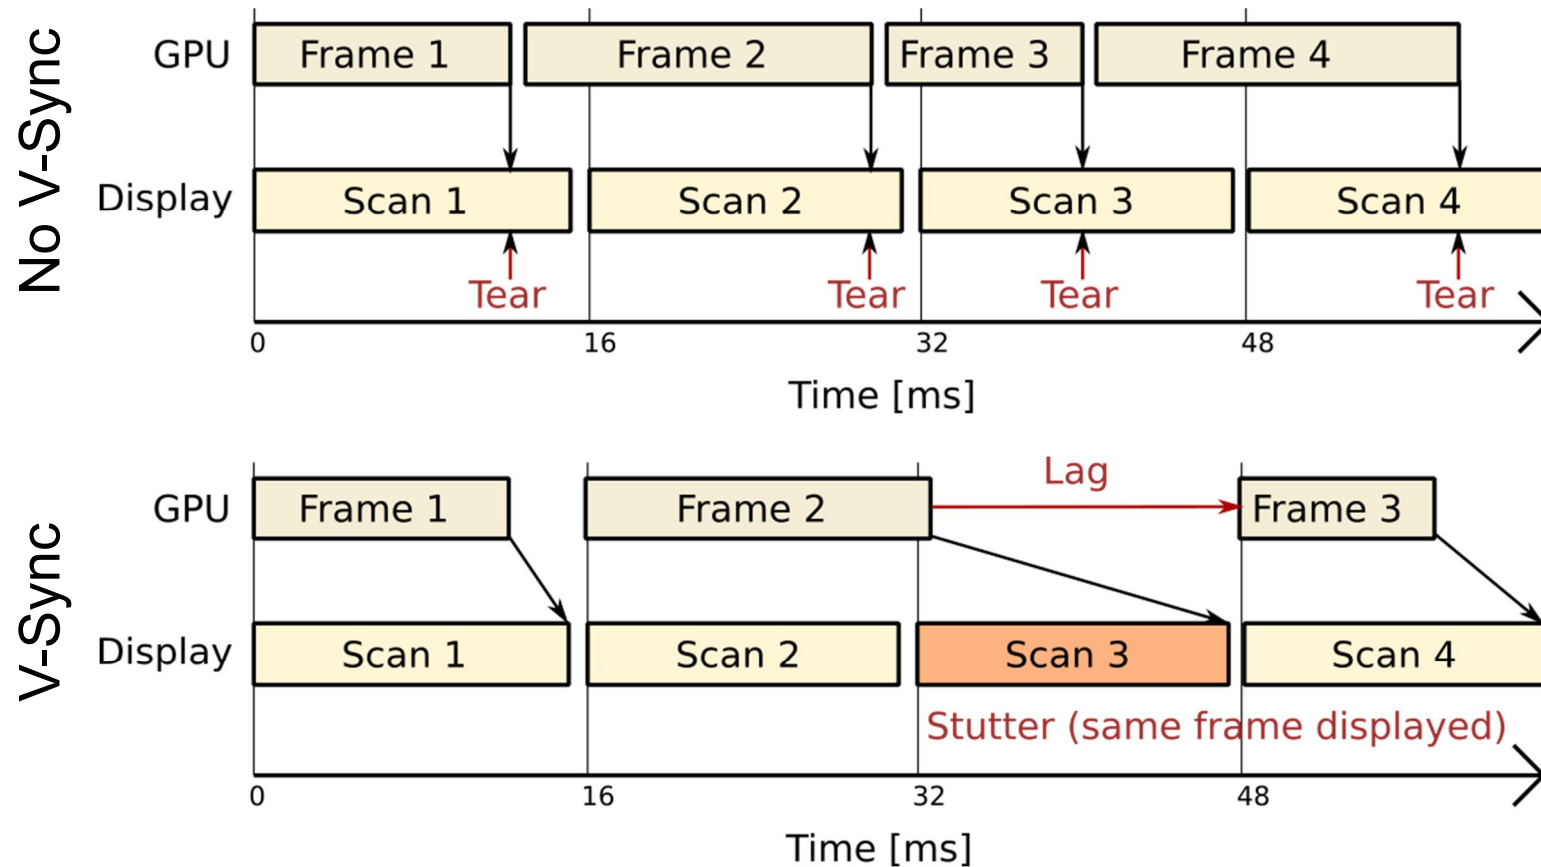 No V-Sync
GPU Frame 1 Frame 2 Frame 3 Frame 4
Display Scan 1 Scan 2 Scan 3 Scan 4
Tear Tear Tear Tear
0 16 32 48
Time [ms]
V-Sync
Lag
GPU Frame 1 Frame 2 Frame 3
Display Scan 1 Scan 2 Scan 3 Scan 4
Stutter (same frame displayed)
0 16 32 48
Time [ms]